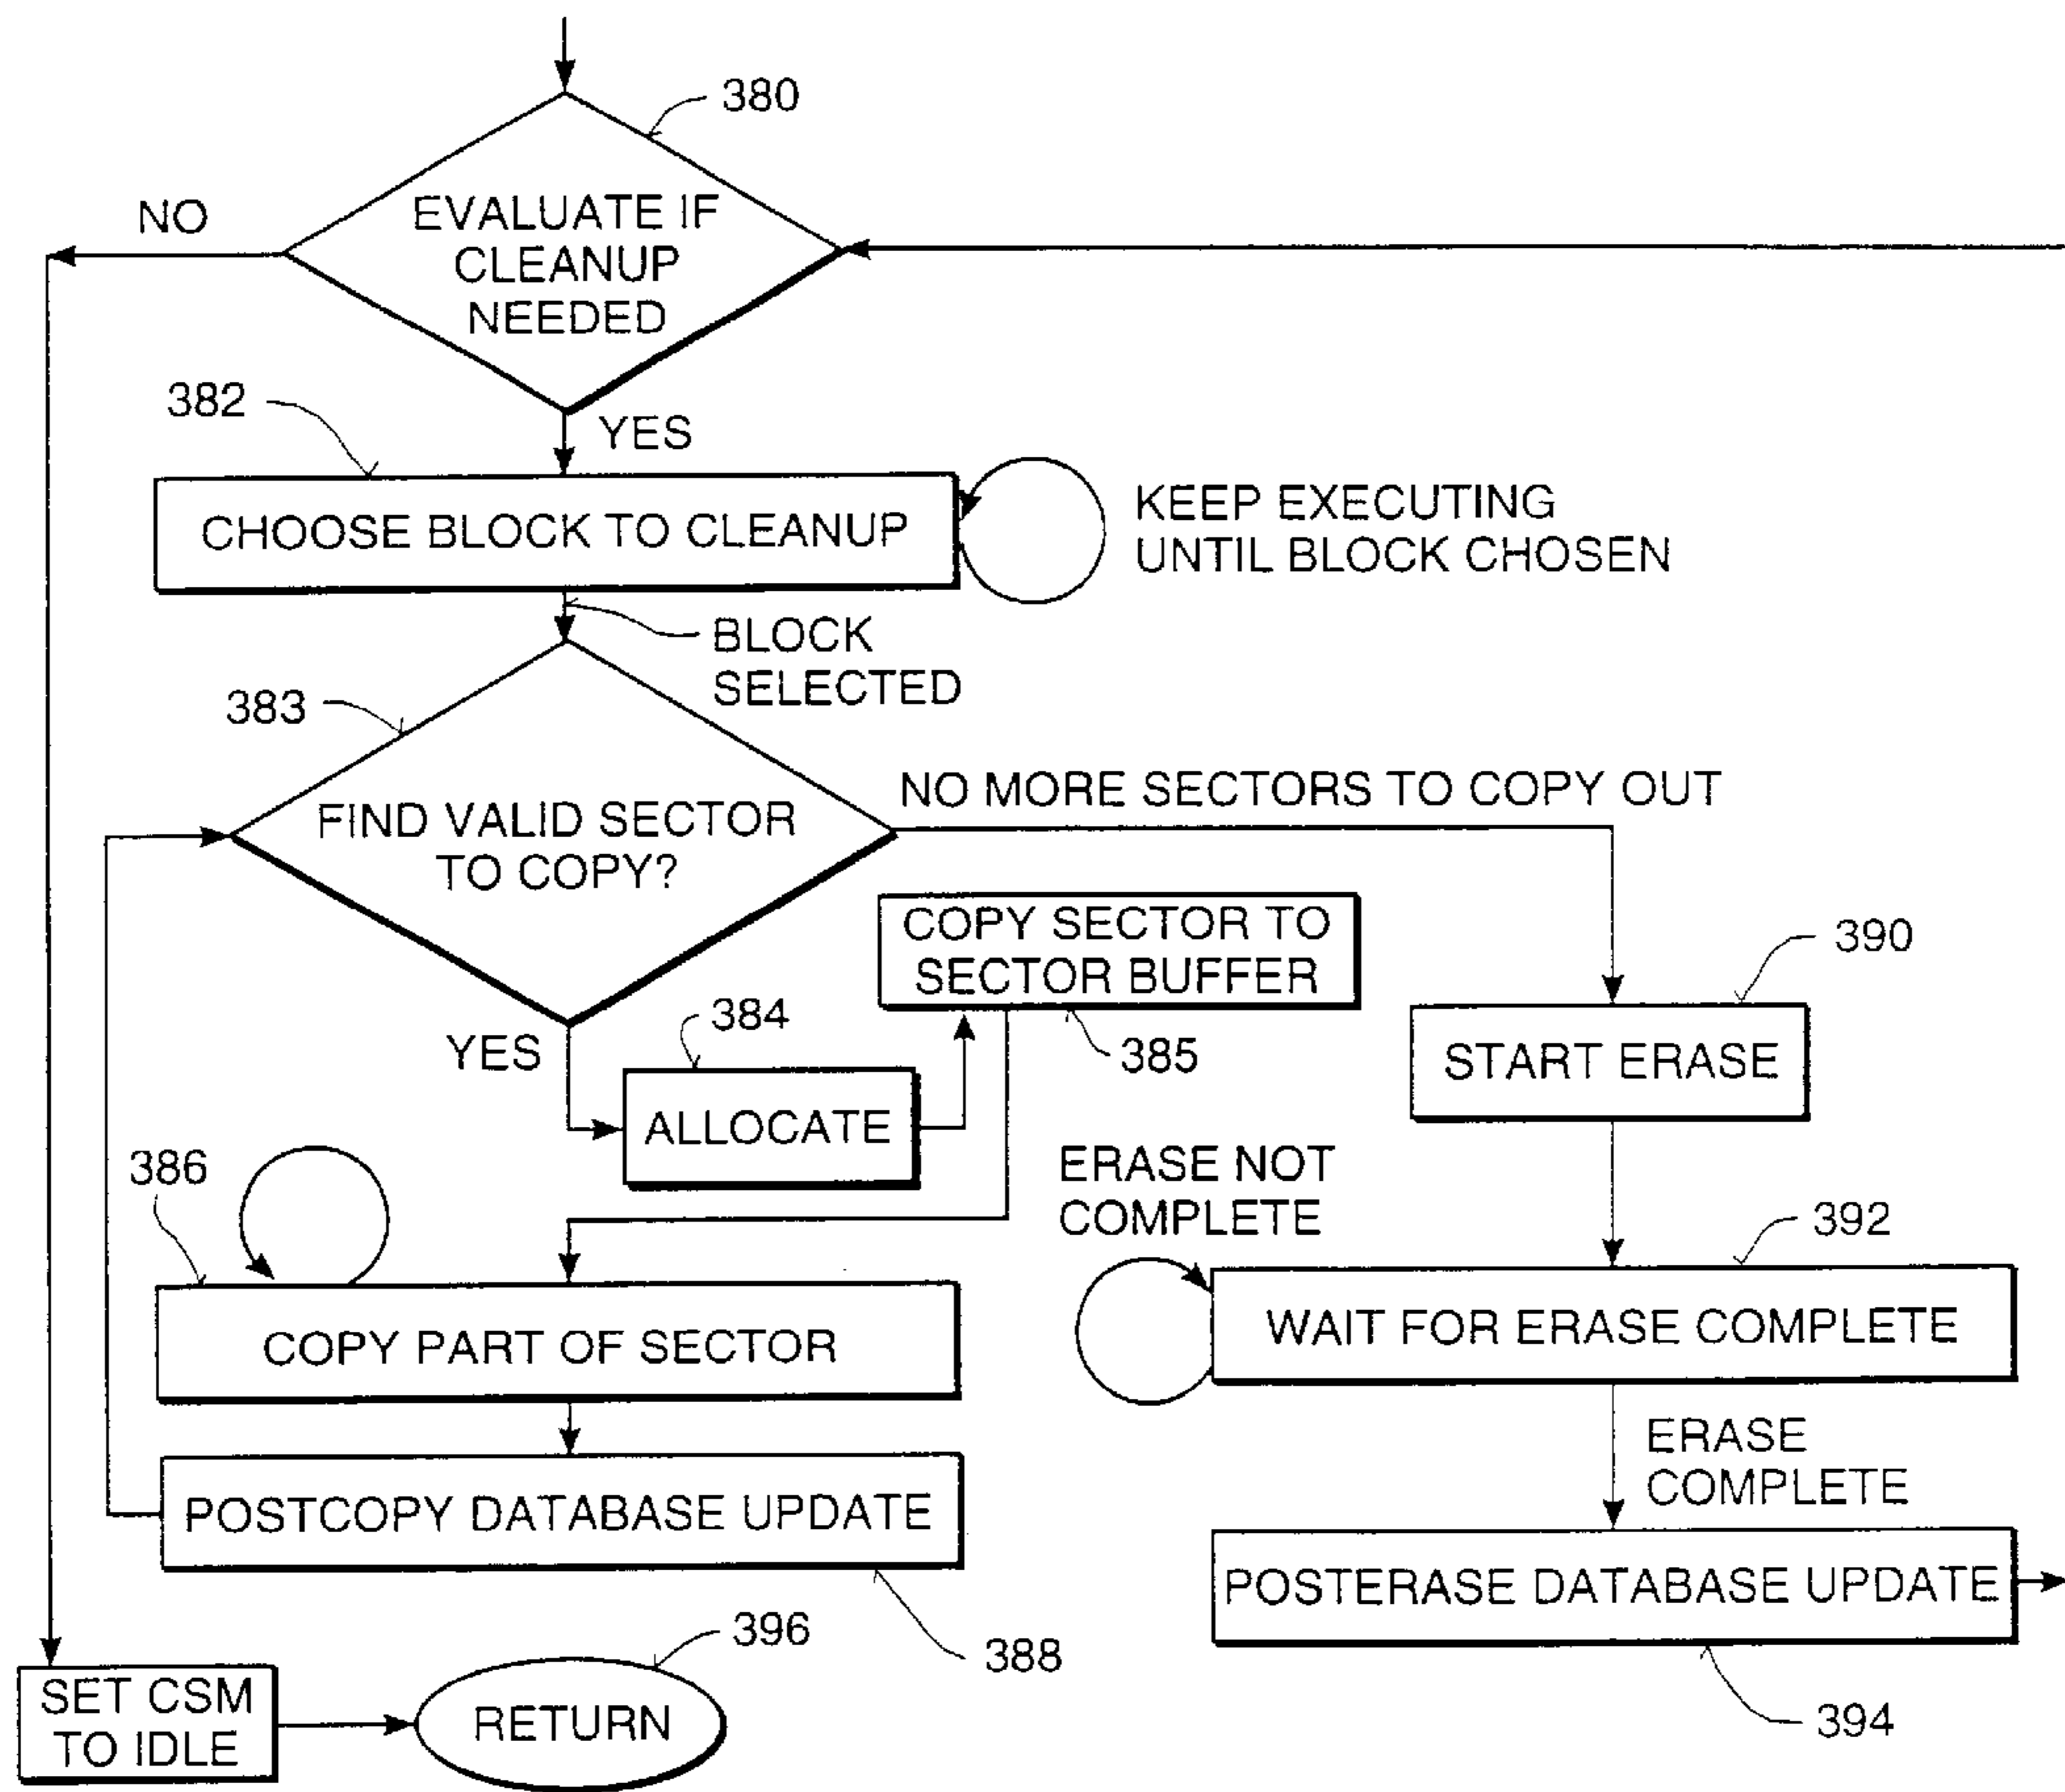 380
NO
EVALUATE IF
CLEANUP
NEEDED
382
YES
CHOOSE BLOCK TO CLEANUP
KEEP EXECUTING
UNTIL BLOCK CHOSEN
BLOCK
SELECTED
383
NO MORE SECTORS TO COPY OUT
FIND VALID SECTOR
TO COPY?
COPY SECTOR TO
SECTOR BUFFER
390
384
YES
385
START ERASE
ALLOCATE
386
ERASE NOT
COMPLETE
392
COPY PART OF SECTOR
WAIT FOR ERASE COMPLETE
ERASE
COMPLETE
POSTCOPY DATABASE UPDATE
POSTERASE DATABASE UPDATE
396
388
SET CSM
TO IDLE
RETURN
394